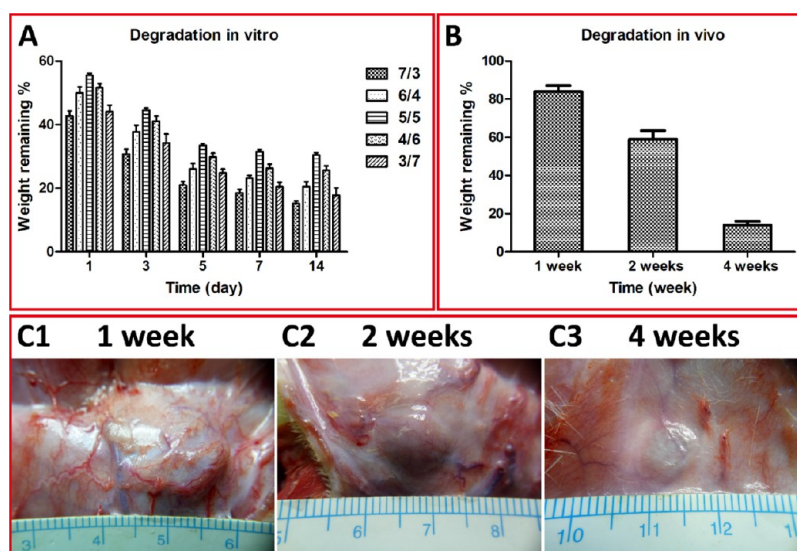 A Degradation in vitro
Weight remaining %
60
40
20
0
1 3 5 7 14
Time (day)
7/3
6/4
5/5
4/6
3/7
B Degradation in vivo
Weight remaining %
100
80
60
40
20
0
1 week 2 weeks 4 weeks
Time (week)
C1 1 week
C2 2 weeks
C3 4 weeks
3 4 5 6
6 7 8
10 11 12